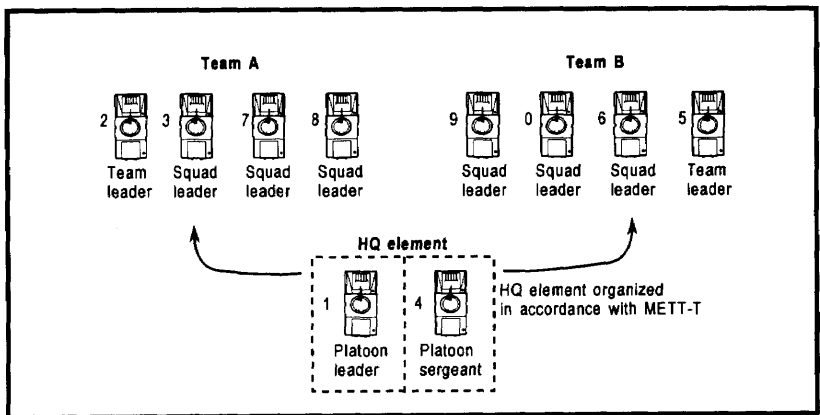 Team A
Team B
2 3 7 8
9 0 6 5
Team Squad Squad Squad
leader leader leader leader
Squad Squad Squad Team
leader leader leader leader
HQ element
1 4
Platoon Platoon
leader sergeant
HQ element organized
in accordance with METT-T